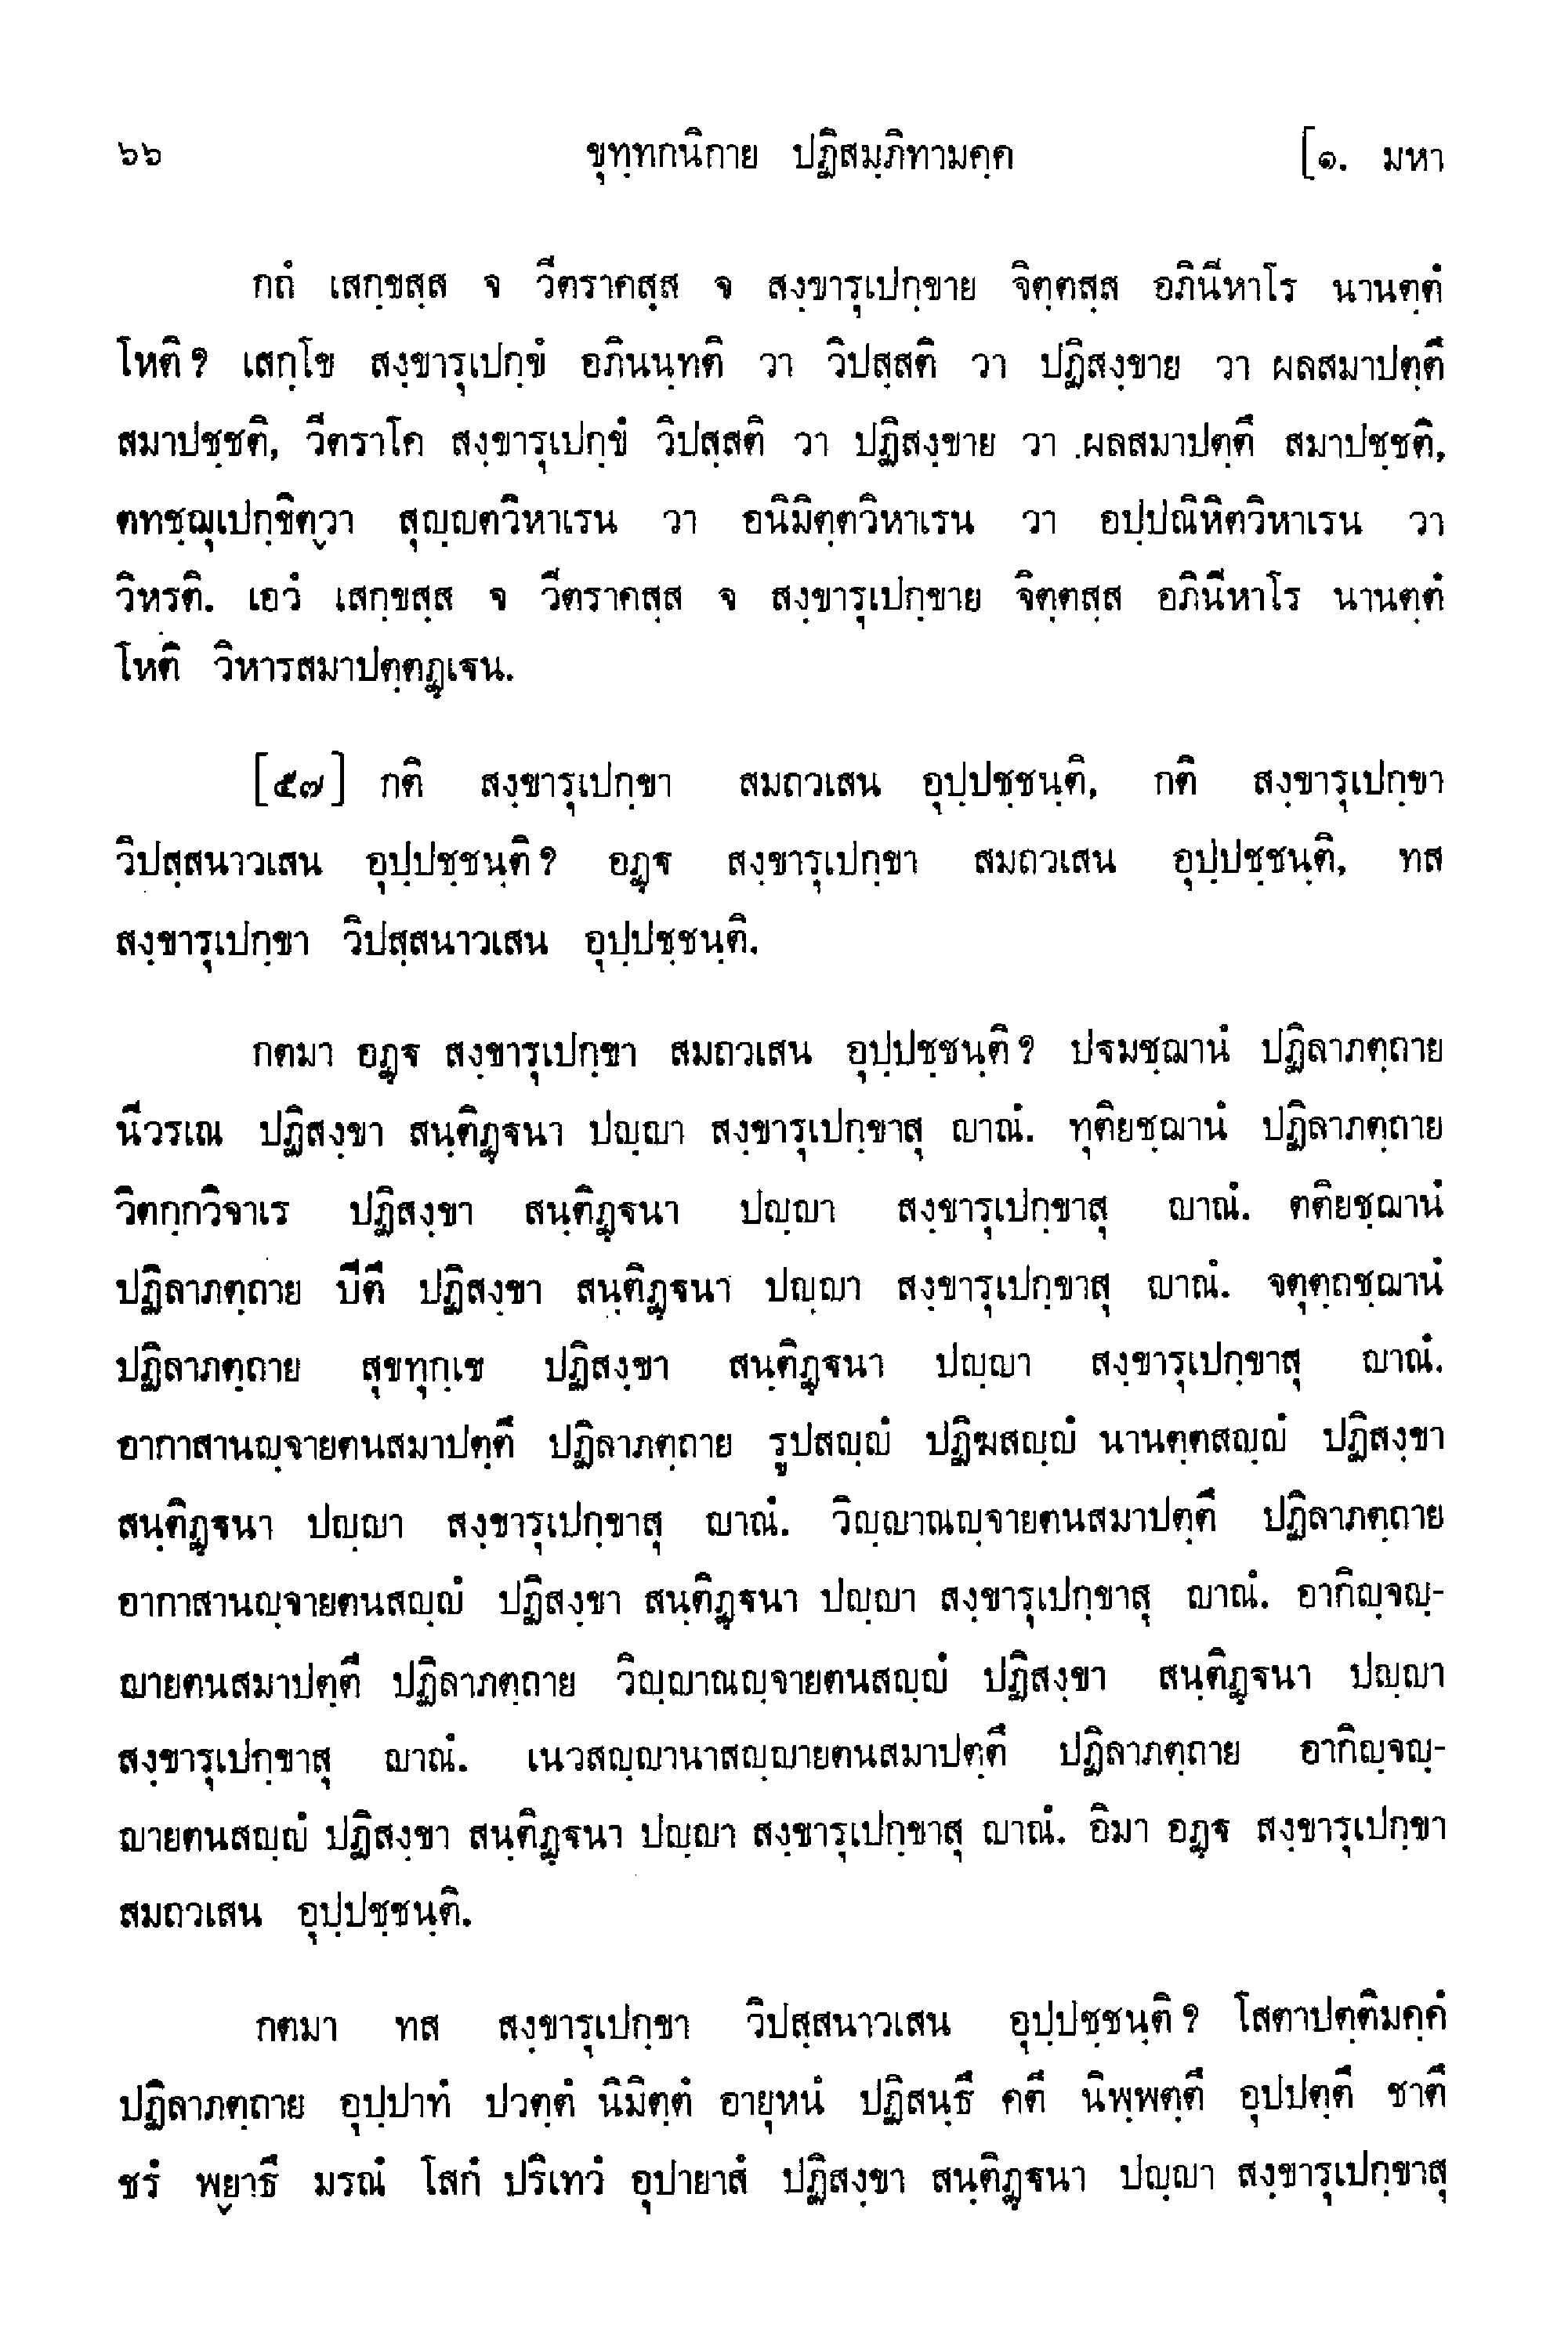 ๖๖ ขุทฺทกนิกาย ปฏิสมฺภิทามคฺค [๑. มหา
กถํ เสกฺขสฺส จ วีตราคสฺส จ สงฺขารุเปกฺขาย จิตฺตสฺส อภินีหาโร นานตฺตํ
โหติ ? เสกฺโข สงฺขารุเปกฺขํ อภินนฺทติ วา วิปสฺสติ วา ปฏิสงฺขาย วา ผลสมาปตฺตึ
สมาปชฺชติ, วีตราโค สงฺขารุเปกฺขํ วิปสฺสติ วา ปฏิสงฺขาย วา ผลสมาปตฺตึ สมาปชฺชติ,
ตทชฺฌุเปกฺขิตฺวา สุญฺญตวิหาเรน วา อนิมิตฺตวิหาเรน วา อปฺปณิหิตวิหาเรน วา
วิหรติ. เอวํ เสกฺขสฺส จ วีตราคสฺส จ สงฺขารุเปกฺขาย จิตฺตสฺส อภินีหาโร นานตฺตํ
โหติ วิหารสมาปตฺตฏฺเฐน.
[๕๗] กติ สงฺขารุเปกฺขา สมถวเสน อุปฺปชฺชนฺติ, กติ สงฺขารุเปกฺขา
วิปสฺสนาวเสน อุปฺปชฺชนฺติ ? อฏฺฐ สงฺขารุเปกฺขา สมถวเสน อุปฺปชฺชนฺติ, ทส
สงฺขารุเปกฺขา วิปสฺสนาวเสน อุปฺปชฺชนฺติ.
กตมา อฏฺฐ สงฺขารุเปกฺขา สมถวเสน อุปฺปชฺชนฺติ ? ปฐมชฺฌานํ ปฏิลาภตฺถาย
นีวรเณ ปฏิสงฺขา สนฺติฏฺฐนา ปญฺญา สงฺขารุเปกฺขาสุ ญาณํ. ทุติยชฺฌานํ ปฏิลาภตฺถาย
วิตกฺกวิจาเร ปฏิสงฺขา สนฺติฏฺฐนา ปญฺญา สงฺขารุเปกฺขาสุ ญาณํ. ตติยชฺฌานํ
ปฏิลาภตฺถาย ปีตึ ปฏิสงฺขา สนฺติฏฺฐนา ปญฺญา สงฺขารุเปกฺขาสุ ญาณํ. จตุตฺถชฺฌานํ
ปฏิลาภตฺถาย สุขทุกฺเข ปฏิสงฺขา สนฺติฏฺฐนา ปญฺญา สงฺขารุเปกฺขาสุ ญาณํ.
อากาสานญฺจายตนสมาปตฺตึ ปฏิลาภตฺถาย รูปสญฺญํ ปฏิฆสญฺญํ นานตฺตสญฺญํ ปฏิสงฺขา
สนฺติฏฺฐนา ปญฺญา สงฺขารุเปกฺขาสุ ญาณํ. วิญฺญาณญฺจายตนสมาปตฺตึ ปฏิลาภตฺถาย
อากาสานญฺจายตนสญฺญํ ปฏิสงฺขา สนฺติฏฺฐนา ปญฺญา สงฺขารุเปกฺขาสุ ญาณํ. อากิญฺจญฺ-
ญายตนสมาปตฺตึ ปฏิลาภตฺถาย วิญฺญาณญฺจายตนสญฺญํ ปฏิสงฺขา สนฺติฏฺฐนา ปญฺญา
สงฺขารุเปกฺขาสุ ญาณํ. เนวสญฺญานาสญฺญายตนสมาปตฺตึ ปฏิลาภตฺถาย อากิญฺจญฺ-
ญายตนสญฺญํ ปฏิสงฺขา สนฺติฏฺฐนา ปญฺญา สงฺขารุเปกฺขาสุ ญาณํ. อิมา อฏฺฐ สงฺขารุเปกฺขา
สมถวเสน อุปฺปชฺชนฺติ.
กตมา ทส สงฺขารุเปกฺขา วิปสฺสนาวเสน อุปฺปชฺชนฺติ ? โสตาปตฺติมคฺคํ
ปฏิลาภตฺถาย อุปฺปาทํ ปวตฺตํ นิมิตฺตํ อายุหนํ ปฏิสนฺธึ คตึ นิพฺพตฺตึ อุปปตฺตึ ชาตึ
ชรํ พฺยาธึ มรณํ โสกํ ปริเทวํ อุปายาสํ ปฏิสงฺขา สนฺติฏฺฐนา ปญฺญา สงฺขารุเปกฺขาสุ